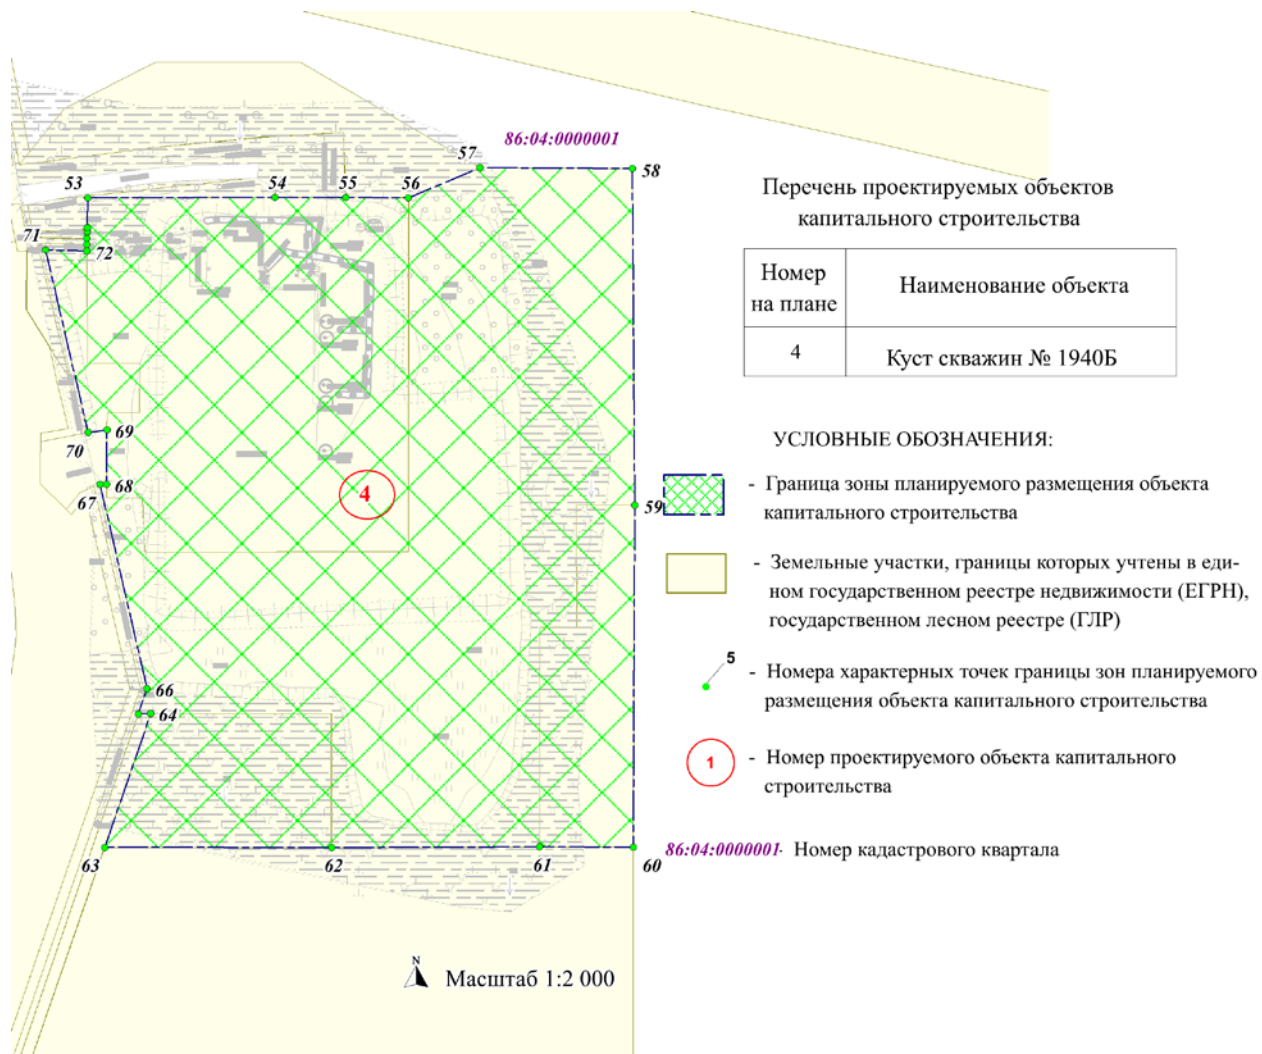 86:04:0000001
57
58
53
54
55
56
71
72
4
69
70
68
67
59
66
64
63
62
61
60
N
Масштаб 1:2 000
Перечень проектируемых объектов
капитального строительства
Номер
на плане
Наименование объекта
4
Куст скважин № 1940Б
УСЛОВНЫЕ ОБОЗНАЧЕНИЯ:
- Граница зоны планируемого размещения объекта
капитального строительства
- Земельные участки, границы которых учтены в еди-
ном государственном реестре недвижимости (ЕГРН),
государственном лесном реестре (ГЛР)
5
- Номера характерных точек границы зон планируемого
размещения объекта капитального строительства
1
- Номер проектируемого объекта капитального
строительства
86:04:0000001- Номер кадастрового квартала